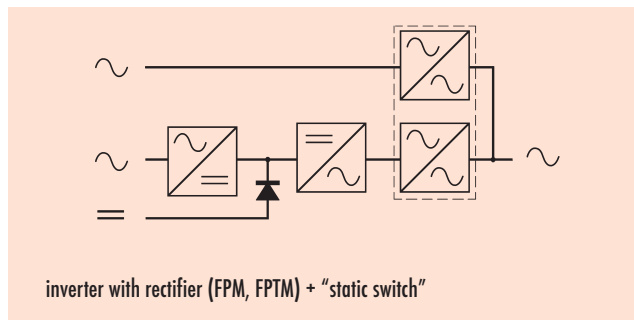 inverter with rectifier (FPM, FPTM) + “static switch”